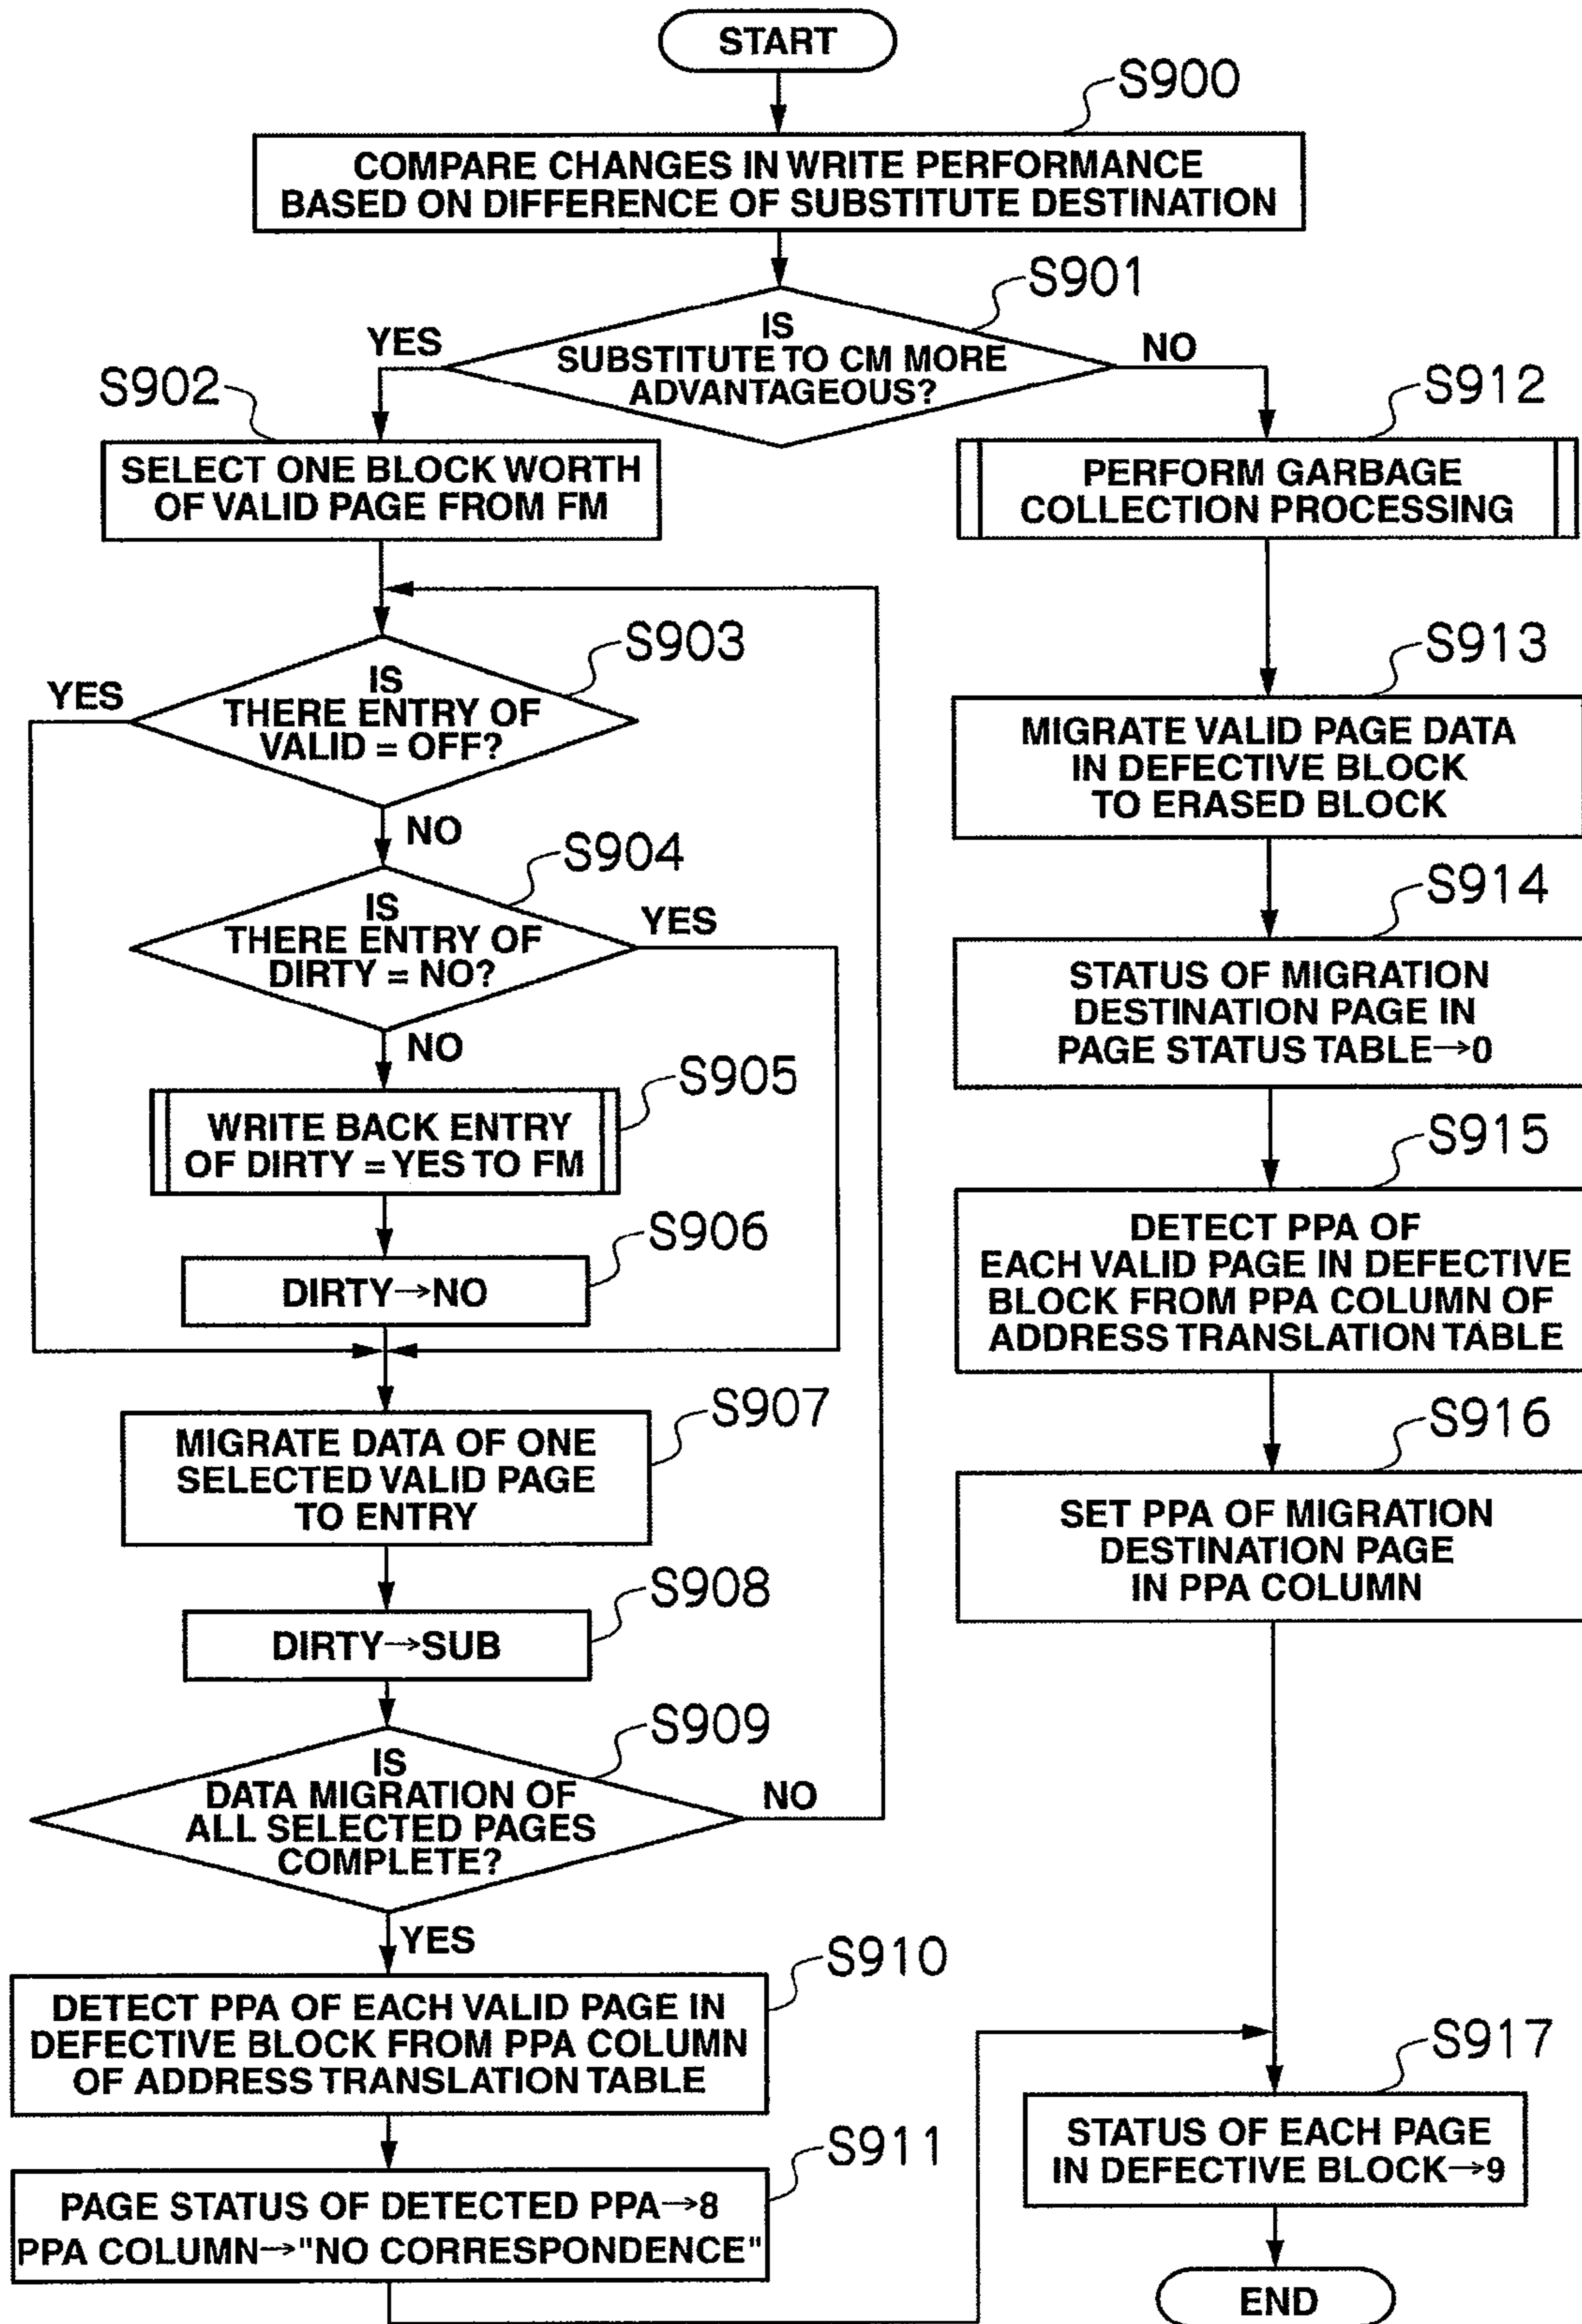 START
S900
COMPARE CHANGES IN WRITE PERFORMANCE
BASED ON DIFFERENCE OF SUBSTITUTE DESTINATION
S901
IS
SUBSTITUTE TO CM MORE
ADVANTAGEOUS?
YES
NO
S902
SELECT ONE BLOCK WORTH
OF VALID PAGE FROM FM
S903
IS
THERE ENTRY OF
VALID = OFF?
YES
NO
S904
IS
THERE ENTRY OF
DIRTY = NO?
YES
NO
S905
WRITE BACK ENTRY
OF DIRTY = YES TO FM
S906
DIRTY→NO
S907
MIGRATE DATA OF ONE
SELECTED VALID PAGE
TO ENTRY
S908
DIRTY→SUB
S909
IS
DATA MIGRATION OF
ALL SELECTED PAGES
COMPLETE?
NO
YES
S910
DETECT PPA OF EACH VALID PAGE IN
DEFECTIVE BLOCK FROM PPA COLUMN
OF ADDRESS TRANSLATION TABLE
S911
PAGE STATUS OF DETECTED PPA→8
PPA COLUMN→"NO CORRESPONDENCE"
S912
PERFORM GARBAGE
COLLECTION PROCESSING
S913
MIGRATE VALID PAGE DATA
IN DEFECTIVE BLOCK
TO ERASED BLOCK
S914
STATUS OF MIGRATION
DESTINATION PAGE IN
PAGE STATUS TABLE→0
S915
DETECT PPA OF
EACH VALID PAGE IN DEFECTIVE
BLOCK FROM PPA COLUMN OF
ADDRESS TRANSLATION TABLE
S916
SET PPA OF MIGRATION
DESTINATION PAGE
IN PPA COLUMN
S917
STATUS OF EACH PAGE
IN DEFECTIVE BLOCK→9
END